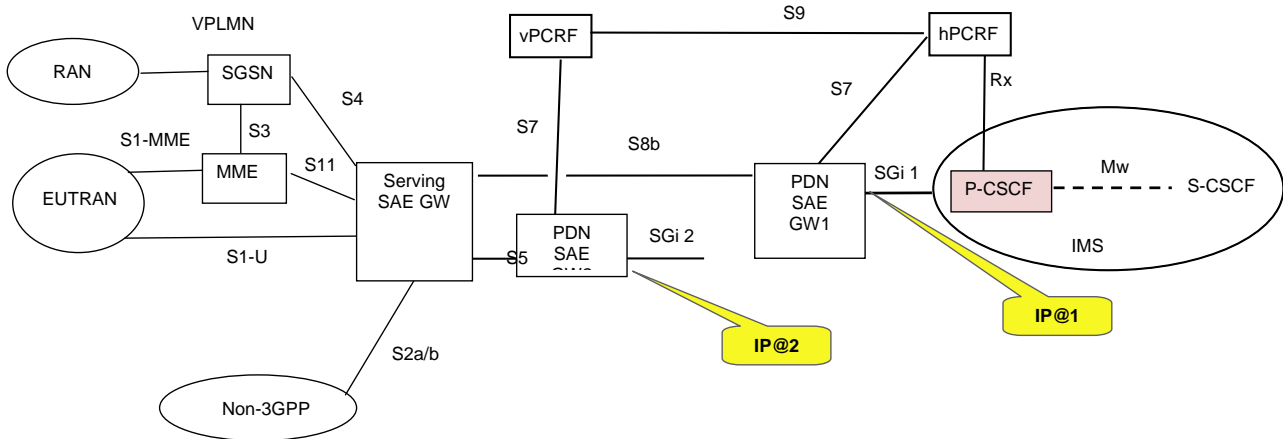 VPLMN
S9
vPCRF
hPCRF
RAN
SGSN
S4
S7
Rx
S3
S7
S1-MME
S11
S8b
MME
Serving
SAE GW
PDN
SAE
GW1
SGi 1
P-CSCF
Mw
S-CSCF
EUTRAN
PDN
SAE
SGi 2
S1-U
S5
IMS
IP@1
IP@2
S2a/b
Non-3GPP